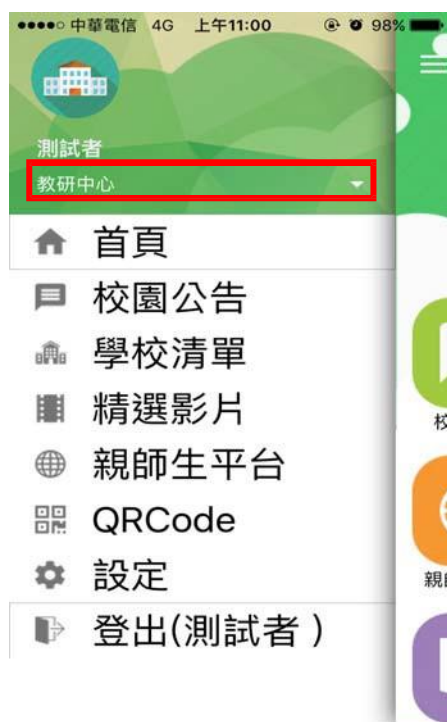 中華電信 4G 上午11:00 98%
測試者
教研中心
首頁
校園公告
學校清單
精選影片
親師生平台
QRCode
設定
登出(測試者 )
校
親